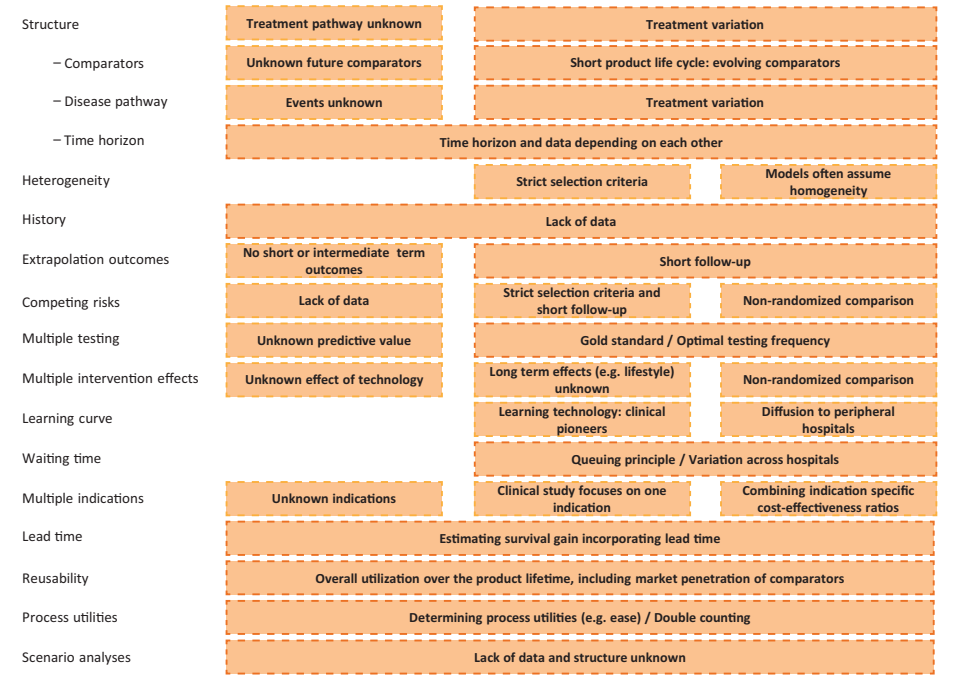 Structure
Treatment pathway unknown
Treatment variation
– Comparators
Unknown future comparators
Short product life cycle: evolving comparators
– Disease pathway
Events unknown
Treatment variation
– Time horizon
Time horizon and data depending on each other
Heterogeneity
Strict selection criteria
Models often assume
homogeneity
History
Lack of data
Extrapolation outcomes
No short or intermediate term
outcomes
Short follow-up
Competing risks
Lack of data
Strict selection criteria and
short follow-up
Non-randomized comparison
Multiple testing
Unknown predictive value
Gold standard / Optimal testing frequency
Multiple intervention effects
Unknown effect of technology
Long term effects (e.g. lifestyle)
unknown
Non-randomized comparison
Learning curve
Learning technology: clinical
pioneers
Diffusion to peripheral
hospitals
Waiting time
Queuing principle / Variation across hospitals
Multiple indications
Unknown indications
Clinical study focuses on one
indication
Combining indication specific
cost-effectiveness ratios
Lead time
Estimating survival gain incorporating lead time
Reusability
Overall utilization over the product lifetime, including market penetration of comparators
Process utilities
Determining process utilities (e.g. ease) / Double counting
Scenario analyses
Lack of data and structure unknown